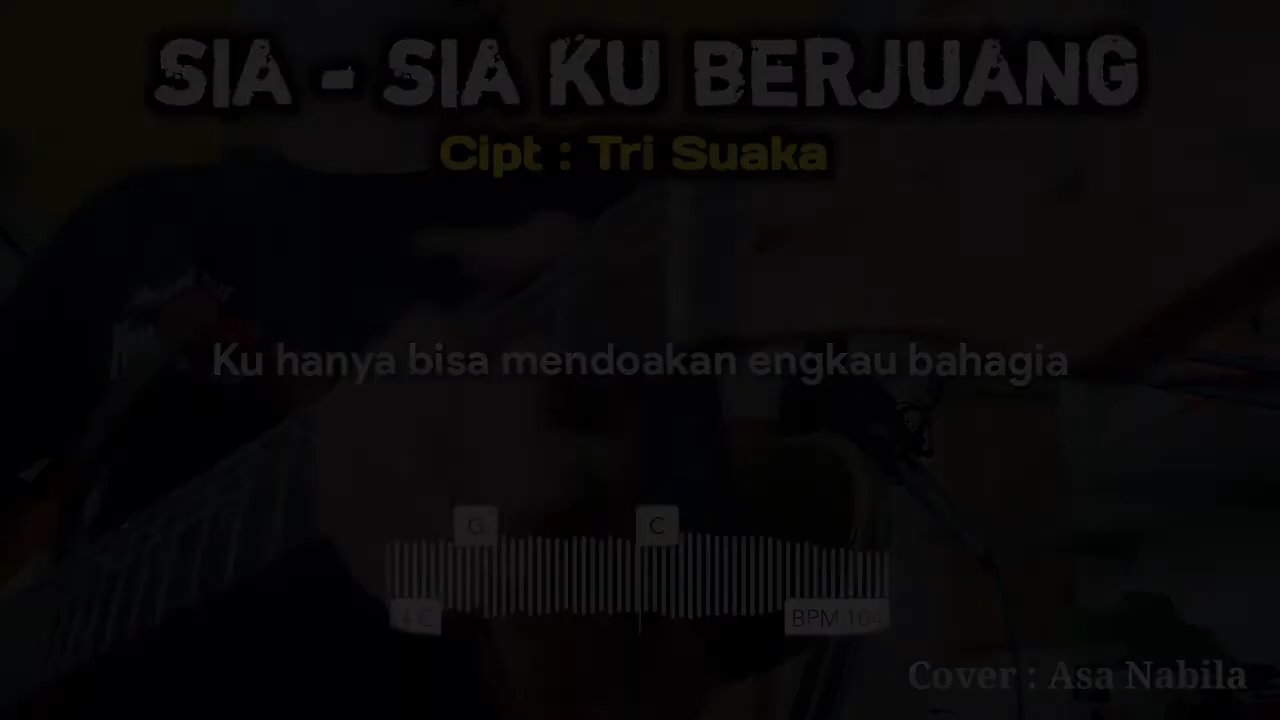 SIA - SIA KU BERJUANG
Cipt : Tri Suaka
Ku hanya bisa mendoakan engkau bahagia
G
C
BPM 104
Cover : Asa Nabila